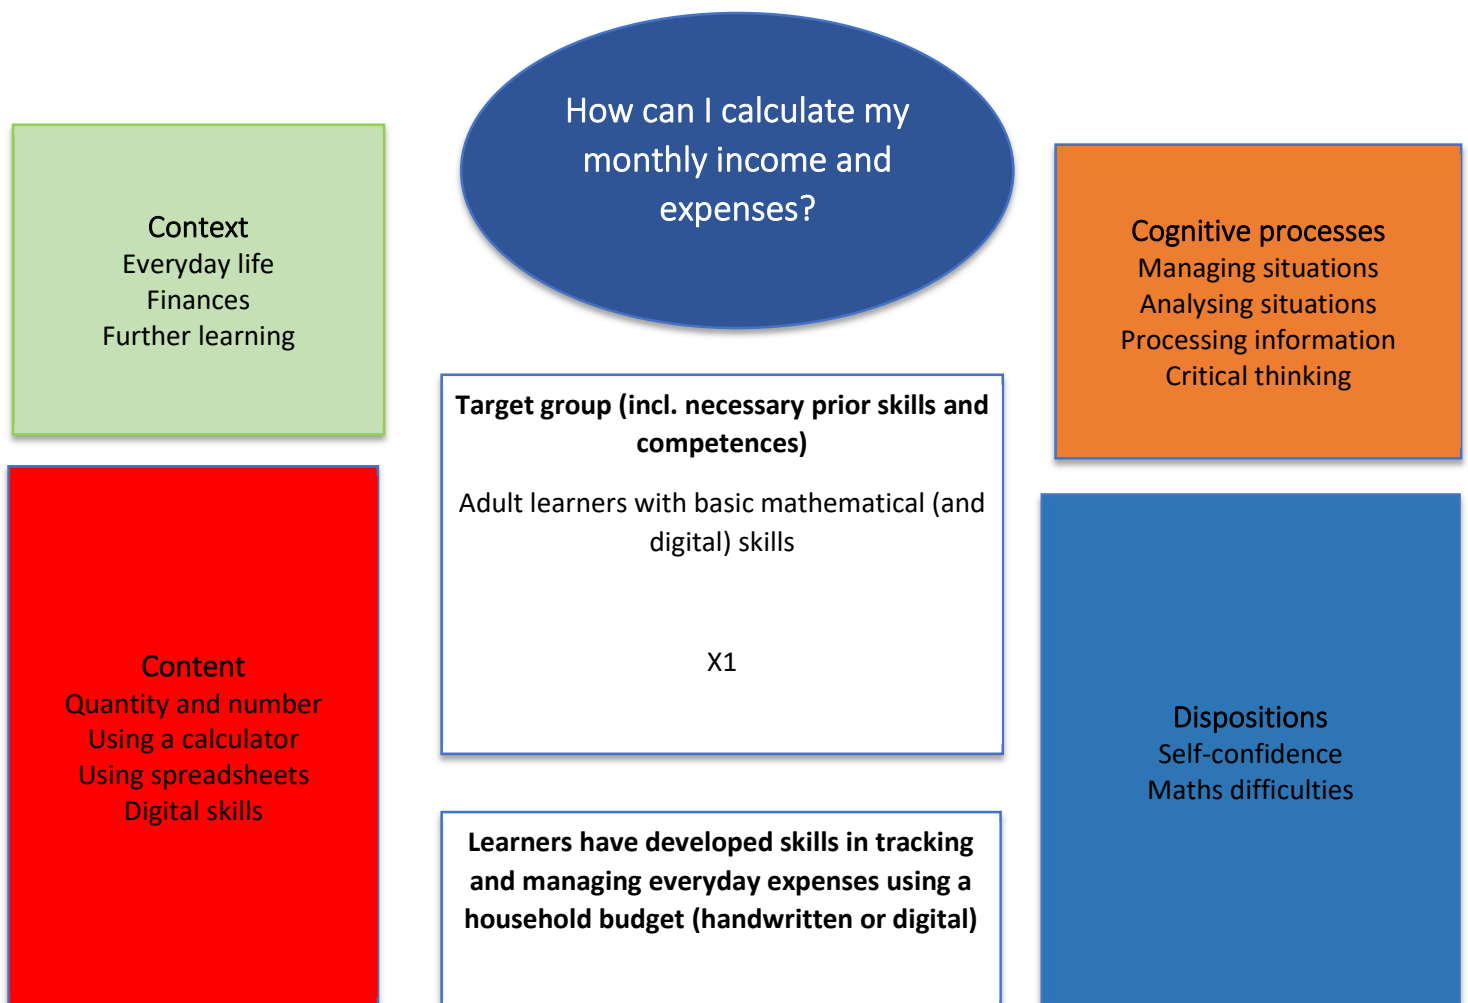 How can I calculate my
monthly income and
expenses?
Context
Everyday life
Finances
Further learning
Cognitive processes
Managing situations
Analysing situations
Processing information
Critical thinking
Target group (incl. necessary prior skills and
competences)
Adult learners with basic mathematical (and
digital) skills
X1
Content
Quantity and number
Using a calculator
Using spreadsheets
Digital skills
Dispositions
Self-confidence
Maths difficulties
Learners have developed skills in tracking
and managing everyday expenses using a
household budget (handwritten or digital)